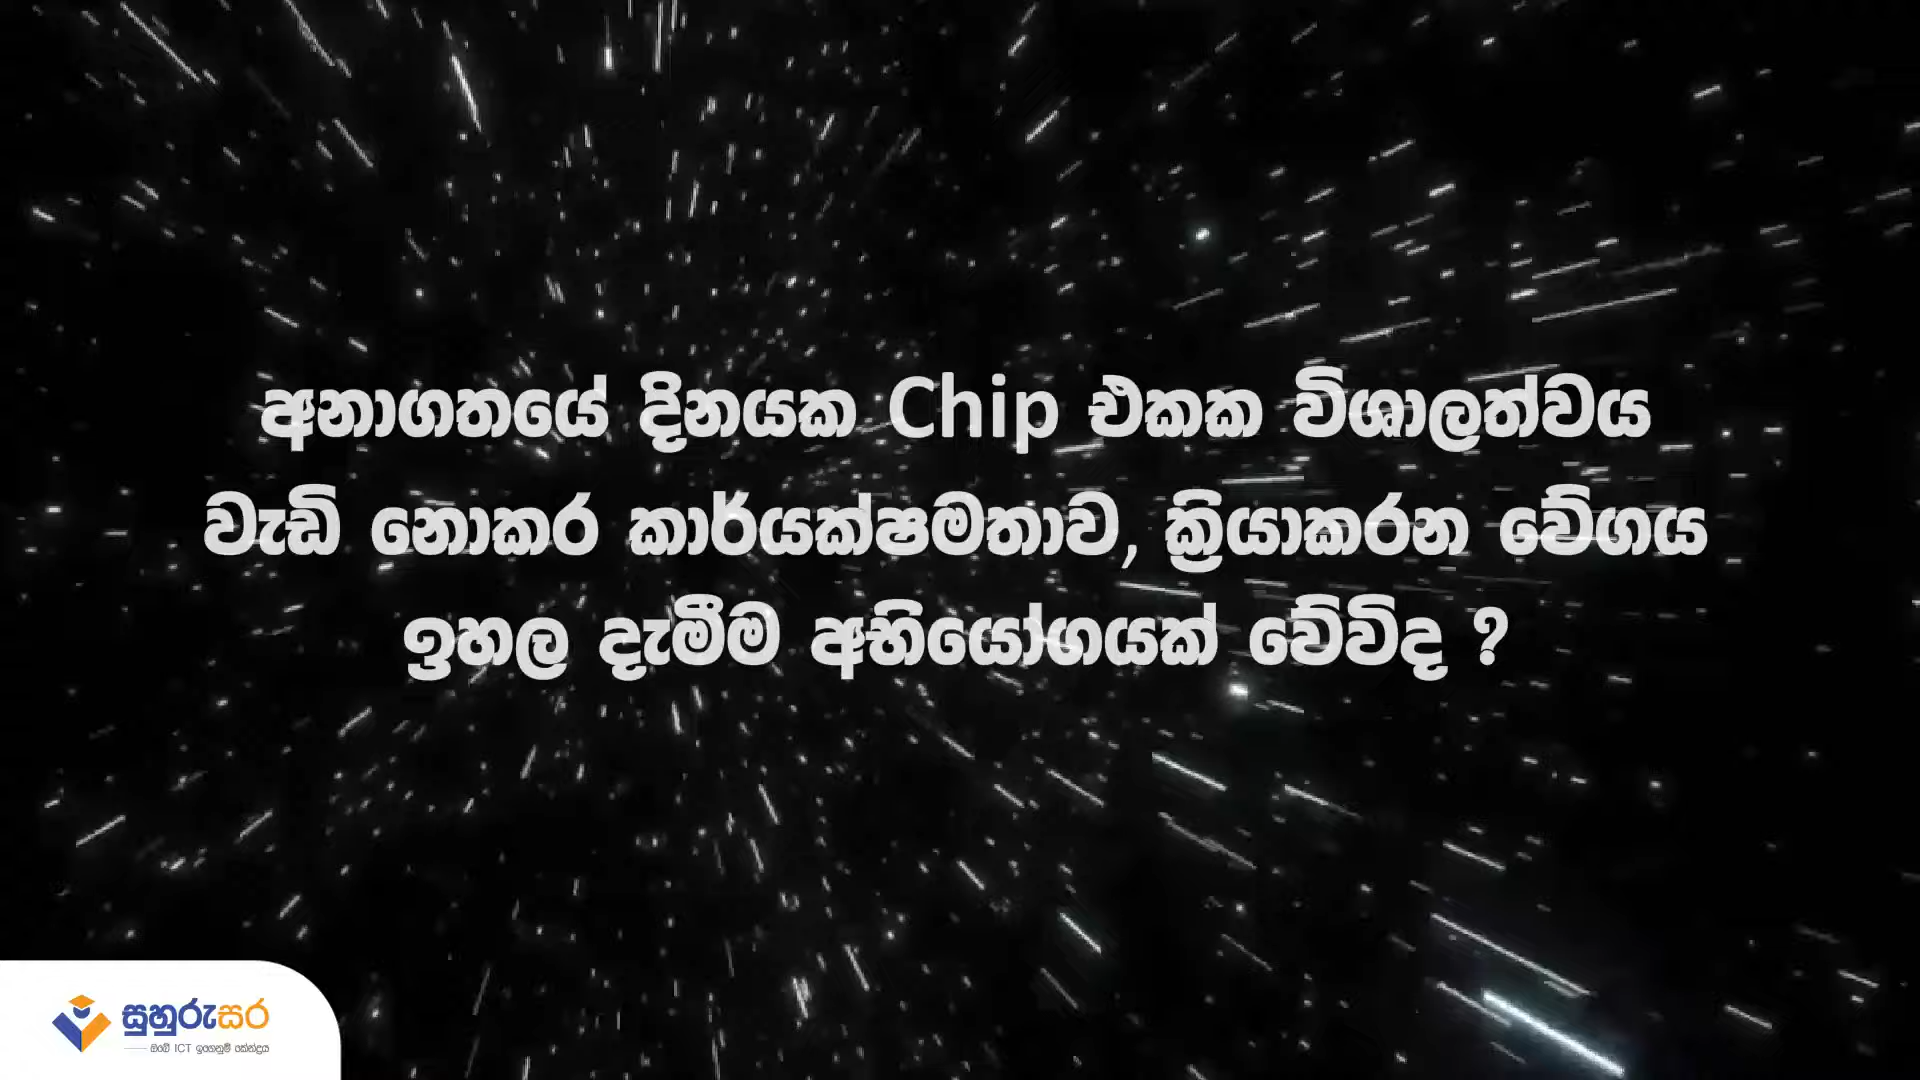 අනාගතයේ දිනයක Chip එකක විශාලත්වය
වැඩි නොකර කාර්යක්ෂමතාව, ක්‍රියාකරන වේගය
ඉහල දැමීම අභියෝගයක් වේවිද ?
සුහුරුසර
ඔබේ ICT ඉගෙනුම් කේන්ද්‍රය